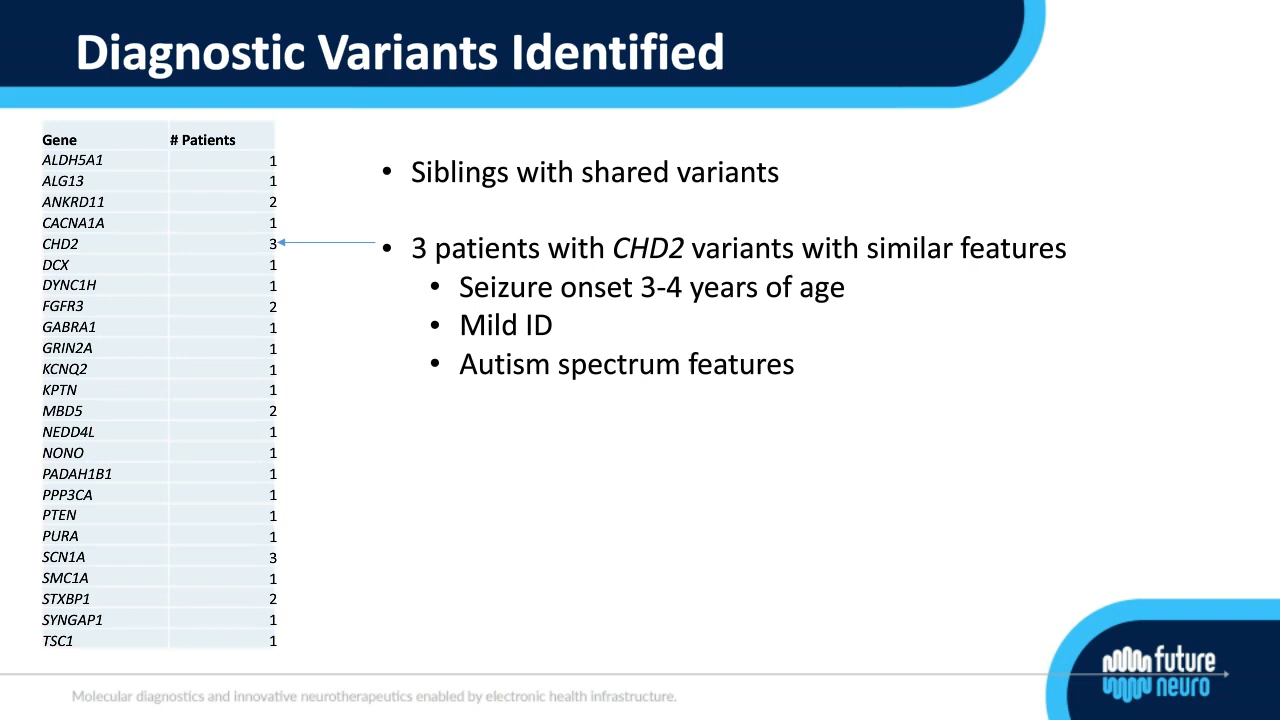 Diagnostic Variants Identified
Gene # Patients
ALDH5A1 1
ALG13 1
ANKRD11 2
CACNA1A 1
CHD2 3
DCX 1
DYNC1H 1
FGFR3 2
GABRA1 1
GRIN2A 1
KCNQ2 1
KPTN 1
MBD5 2
NEDD4L 1
NONO 1
PADAH1B1 1
PPP3CA 1
PTEN 1
PURA 1
SCN1A 3
SMC1A 1
STXBP1 2
SYNGAP1 1
TSC1 1
• Siblings with shared variants
• 3 patients with CHD2 variants with similar features
• Seizure onset 3-4 years of age
• Mild ID
• Autism spectrum features
Molecular diagnostics and innovative neurotherapeutics enabled by electronic health infrastructure.
future
neuro